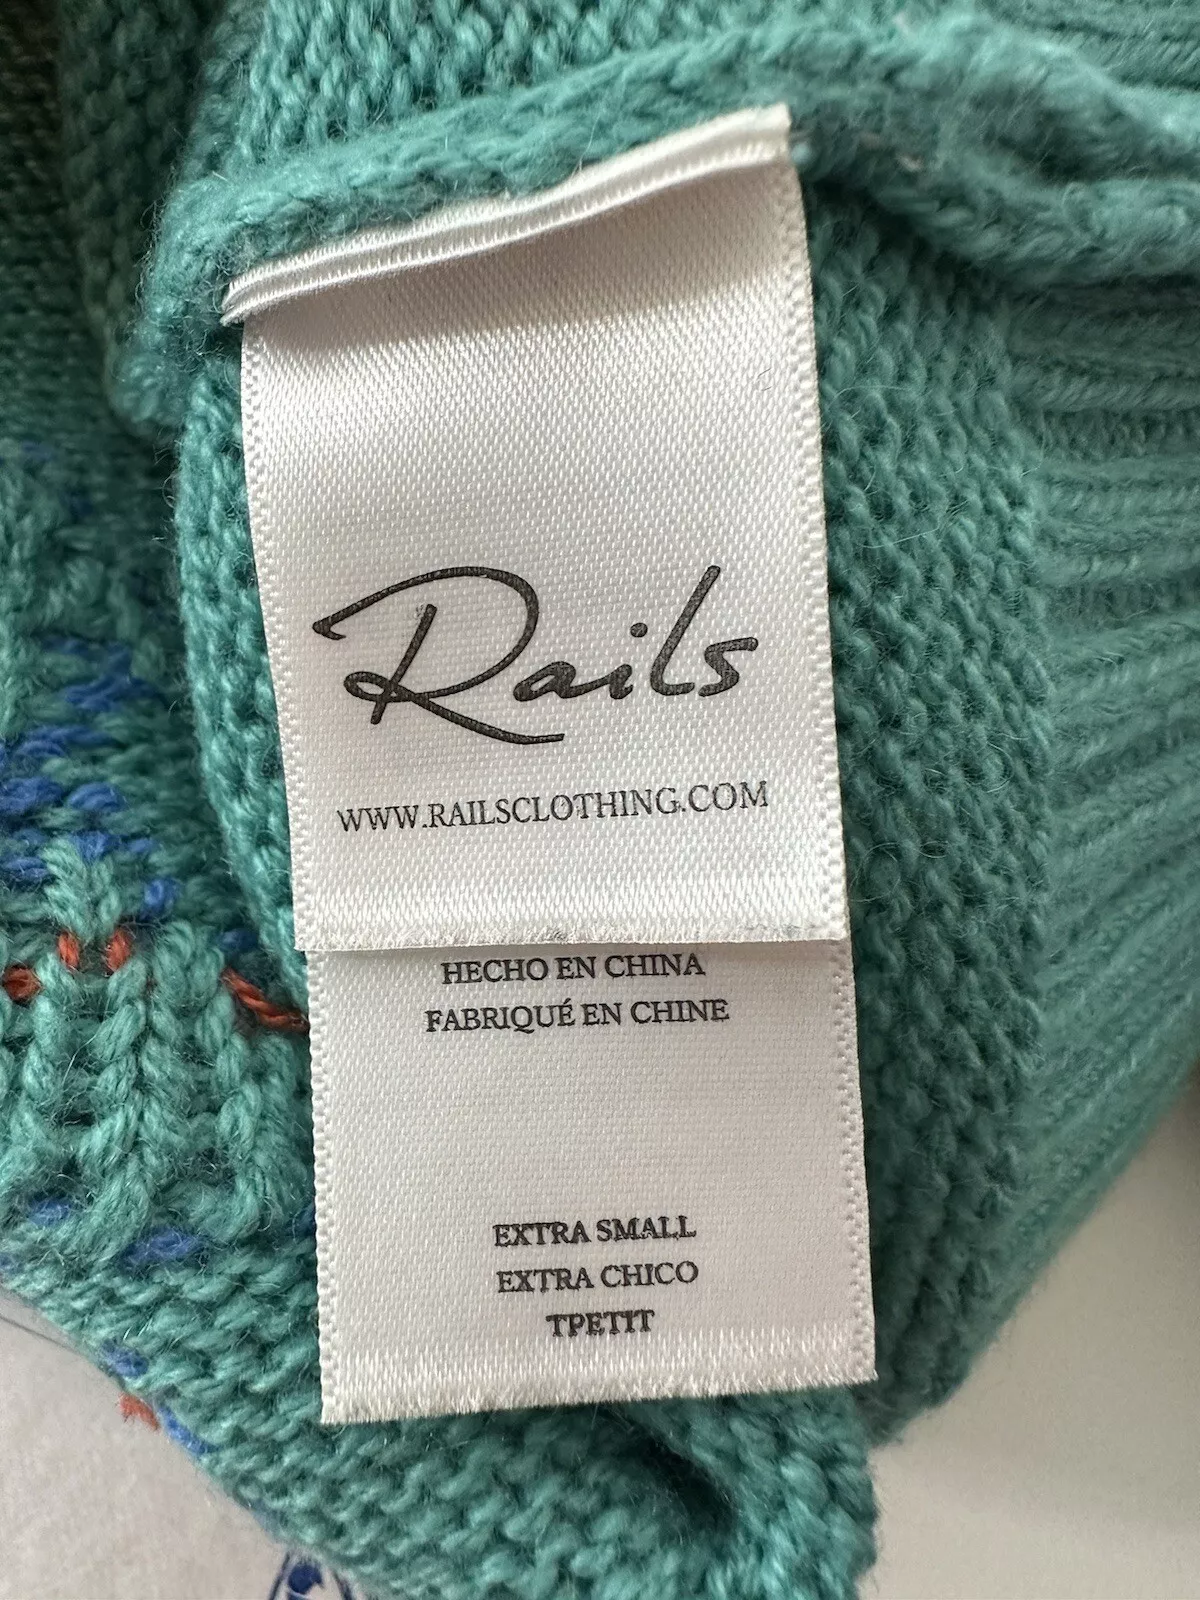 Rails
WWW.RAILSCLOTHING.COM
HECHO EN CHINA
FABRIQUÉ EN CHINE
EXTRA SMALL
EXTRA CHICO
TPETIT